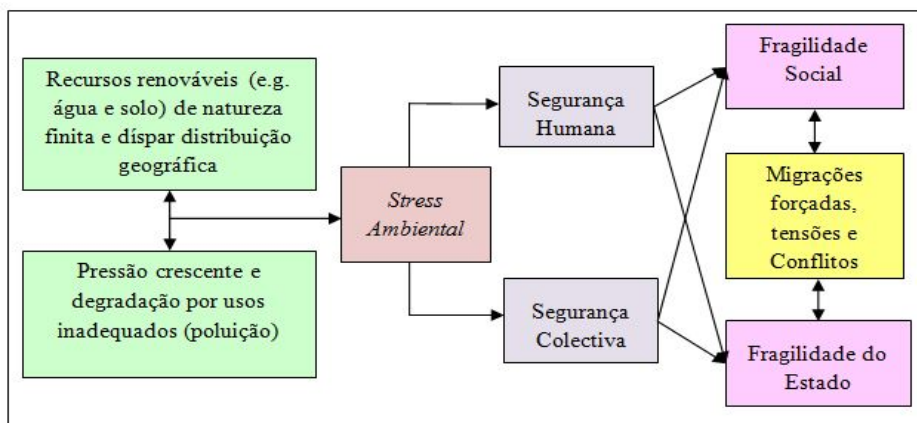 Recursos renováveis (e.g.
água e solo) de natureza
finita e díspar distribuição
geográfica
Pressão crescente e
degradação por usos
inadequados (poluição)
Stress
Ambiental
Segurança
Humana
Segurança
Colectiva
Fragilidade
Social
Migrações
forçadas,
tensões e
Conflitos
Fragilidade do
Estado